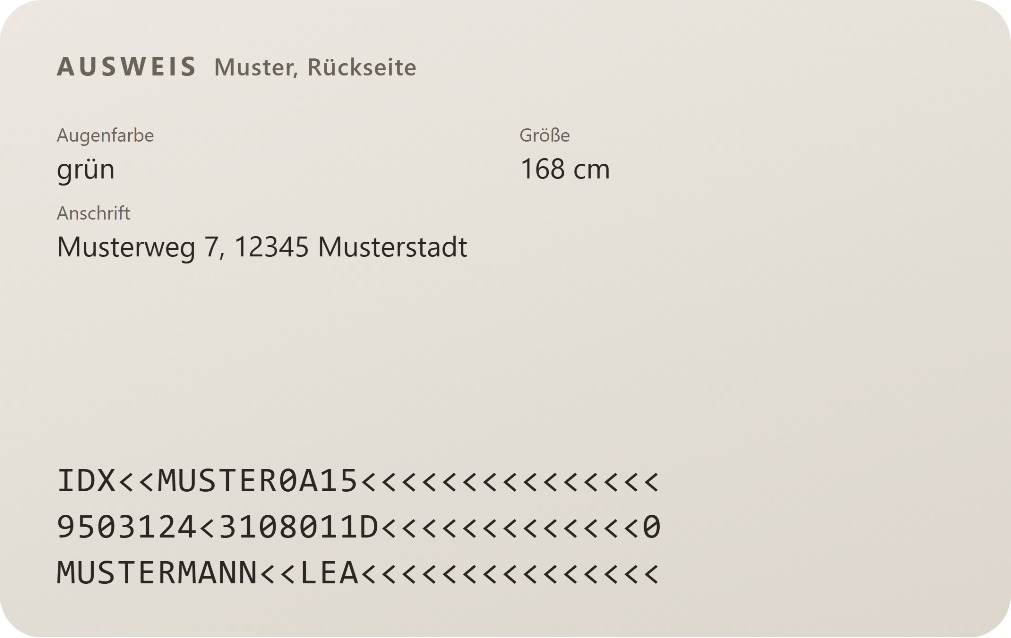 AUSWEIS Muster, Rückseite
Augenfarbe Größe
grün 168 cm
Anschrift
Musterweg 7, 12345 Musterstadt
IDX<<MUSTER0A15<<<<<<<<<<<<<<<
9503124<3108011D<<<<<<<<<<<<<0
MUSTERMANN<<LEA<<<<<<<<<<<<<<<